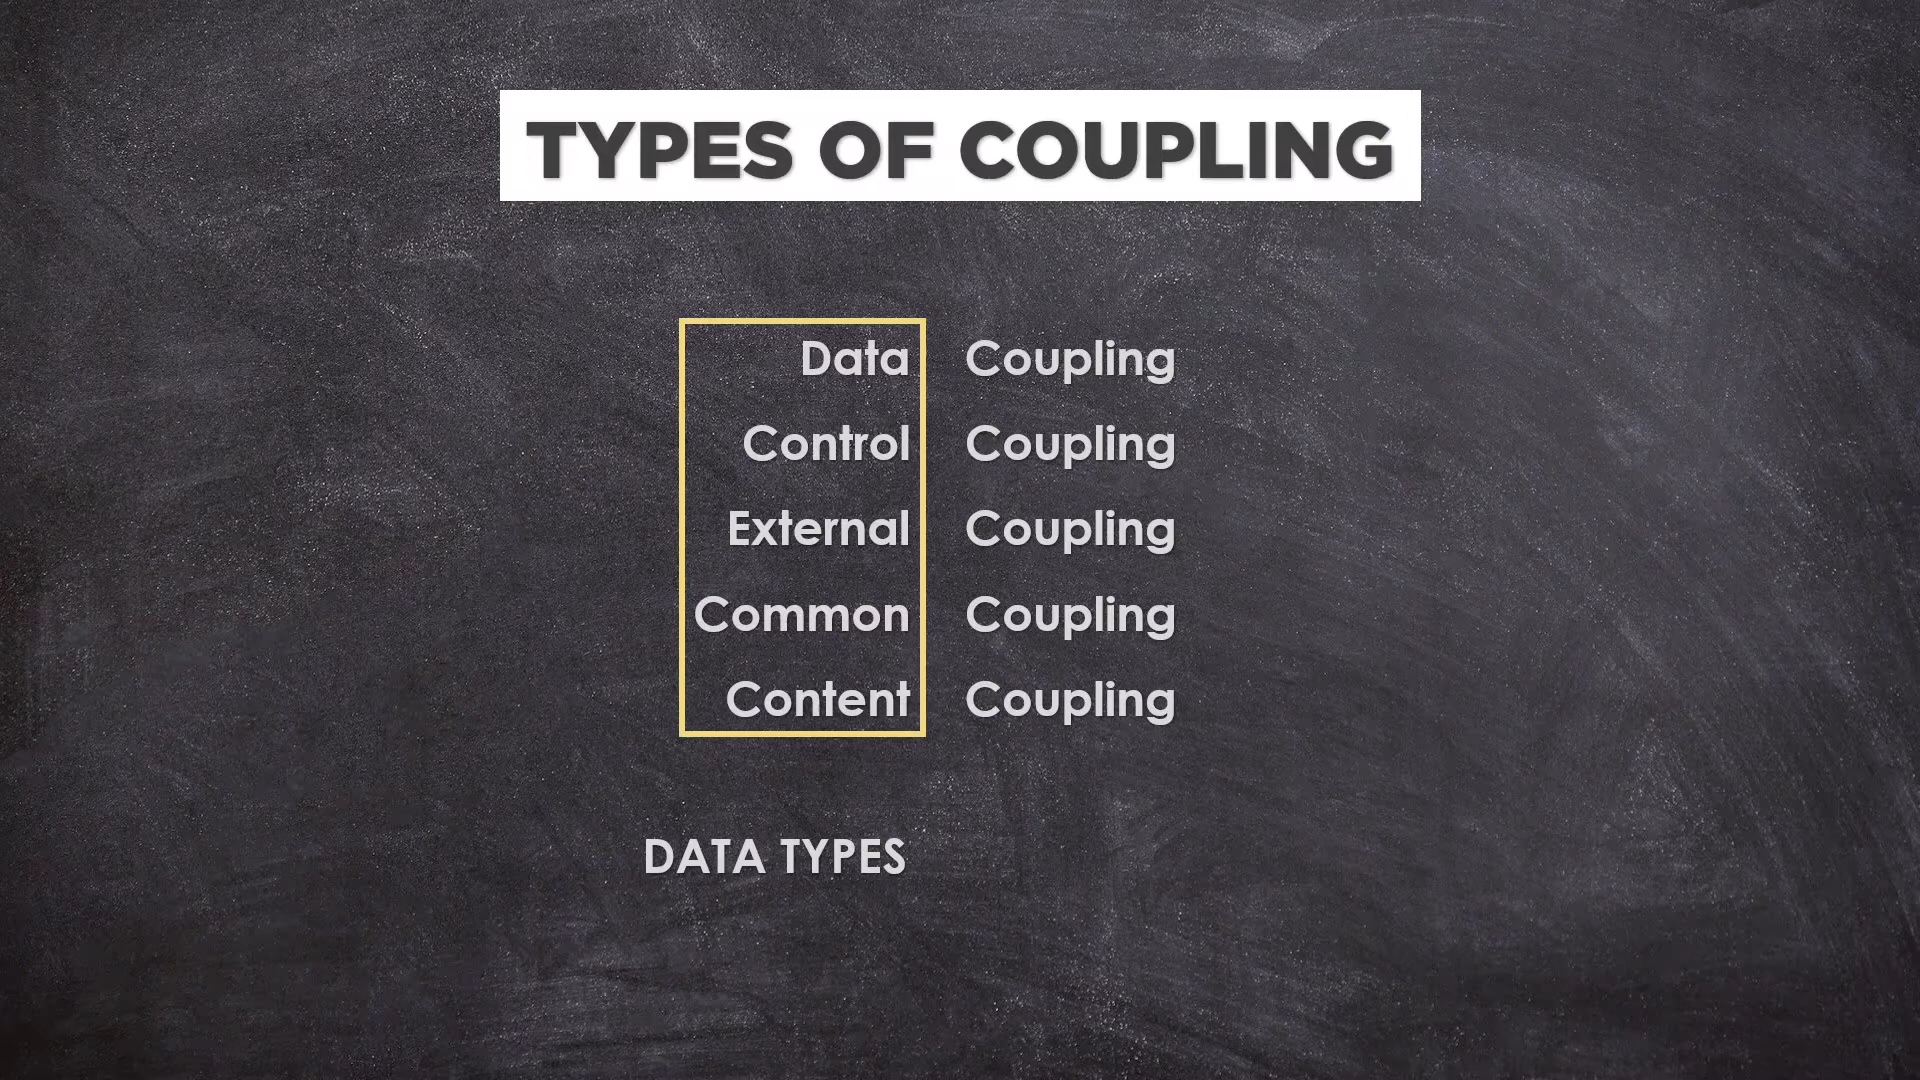 TYPES OF COUPLING
Data Coupling
Control Coupling
External Coupling
Common Coupling
Content Coupling
DATA TYPES